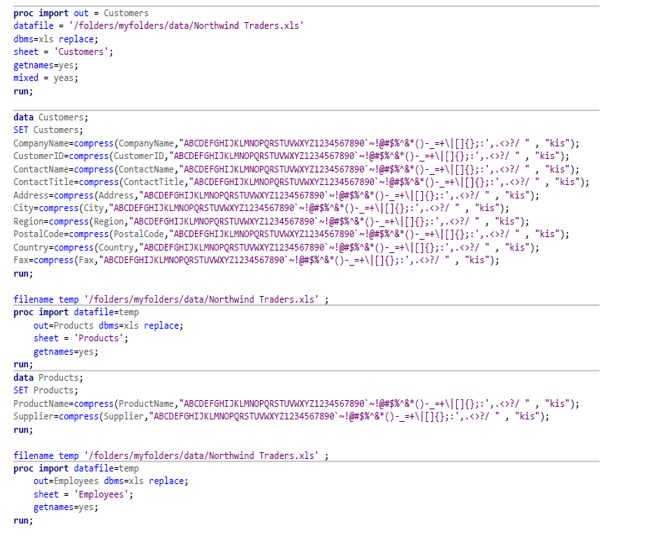 proc import out = Customers
datafile = '/folders/myfolders/data/Northwind Traders.xls'
dbms=xls replace;
sheet = 'Customers';
getnames=yes;
mixed = yeas;
run;
data Customers;
SET Customers;
CompanyName=compress(CompanyName,"ABCDEFGHIJKLMNOPQRSTUVWXYZ1234567890`~!@#$%^&*()-_=+\|[]{};:',.<>?/ " , "kis");
CustomerID=compress(CustomerID,"ABCDEFGHIJKLMNOPQRSTUVWXYZ1234567890`~!@#$%^&*()-_=+\|[]{};:',.<>?/ " , "kis");
ContactName=compress(ContactName,"ABCDEFGHIJKLMNOPQRSTUVWXYZ1234567890`~!@#$%^&*()-_=+\|[]{};:',.<>?/ " , "kis");
ContactTitle=compress(ContactTitle,"ABCDEFGHIJKLMNOPQRSTUVWXYZ1234567890`~!@#$%^&*()-_=+\|[]{};:',.<>?/ " , "kis");
Address=compress(Address,"ABCDEFGHIJKLMNOPQRSTUVWXYZ1234567890`~!@#$%^&*()-_=+\|[]{};:',.<>?/ " , "kis");
City=compress(City,"ABCDEFGHIJKLMNOPQRSTUVWXYZ1234567890`~!@#$%^&*()-_=+\|[]{};:',.<>?/ " , "kis");
Region=compress(Region,"ABCDEFGHIJKLMNOPQRSTUVWXYZ1234567890`~!@#$%^&*()-_=+\|[]{};:',.<>?/ " , "kis");
PostalCode=compress(PostalCode,"ABCDEFGHIJKLMNOPQRSTUVWXYZ1234567890`~!@#$%^&*()-_=+\|[]{};:',.<>?/ " , "kis");
Country=compress(Country,"ABCDEFGHIJKLMNOPQRSTUVWXYZ1234567890`~!@#$%^&*()-_=+\|[]{};:',.<>?/ " , "kis");
Fax=compress(Fax,"ABCDEFGHIJKLMNOPQRSTUVWXYZ1234567890`~!@#$%^&*()-_=+\|[]{};:',.<>?/ " , "kis");
run;
filename temp '/folders/myfolders/data/Northwind Traders.xls' ;
proc import datafile=temp
out=Products dbms=xls replace;
sheet = 'Products';
getnames=yes;
run;
data Products;
SET Products;
ProductName=compress(ProductName,"ABCDEFGHIJKLMNOPQRSTUVWXYZ1234567890`~!@#$%^&*()-_=+\|[]{};:',.<>?/ " , "kis");
Supplier=compress(Supplier,"ABCDEFGHIJKLMNOPQRSTUVWXYZ1234567890`~!@#$%^&*()-_=+\|[]{};:',.<>?/ " , "kis");
run;
filename temp '/folders/myfolders/data/Northwind Traders.xls' ;
proc import datafile=temp
out=Employees dbms=xls replace;
sheet = 'Employees';
getnames=yes;
run;